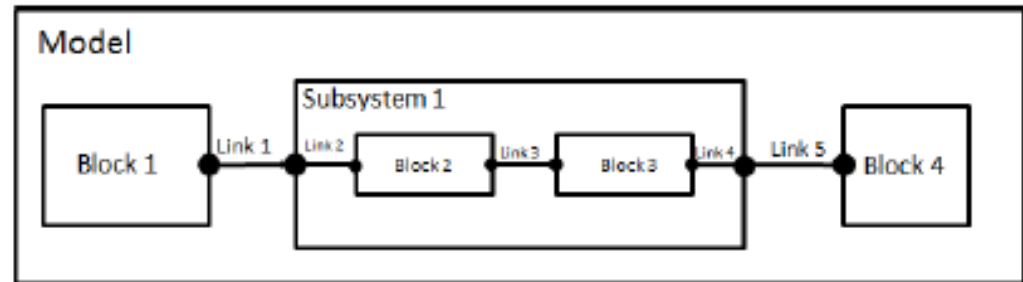 Model
Subsystem 1
Block 1
Link 1
Link 2
Block 2
Link 3
Block 3
Link 4
Link 5
Block 4